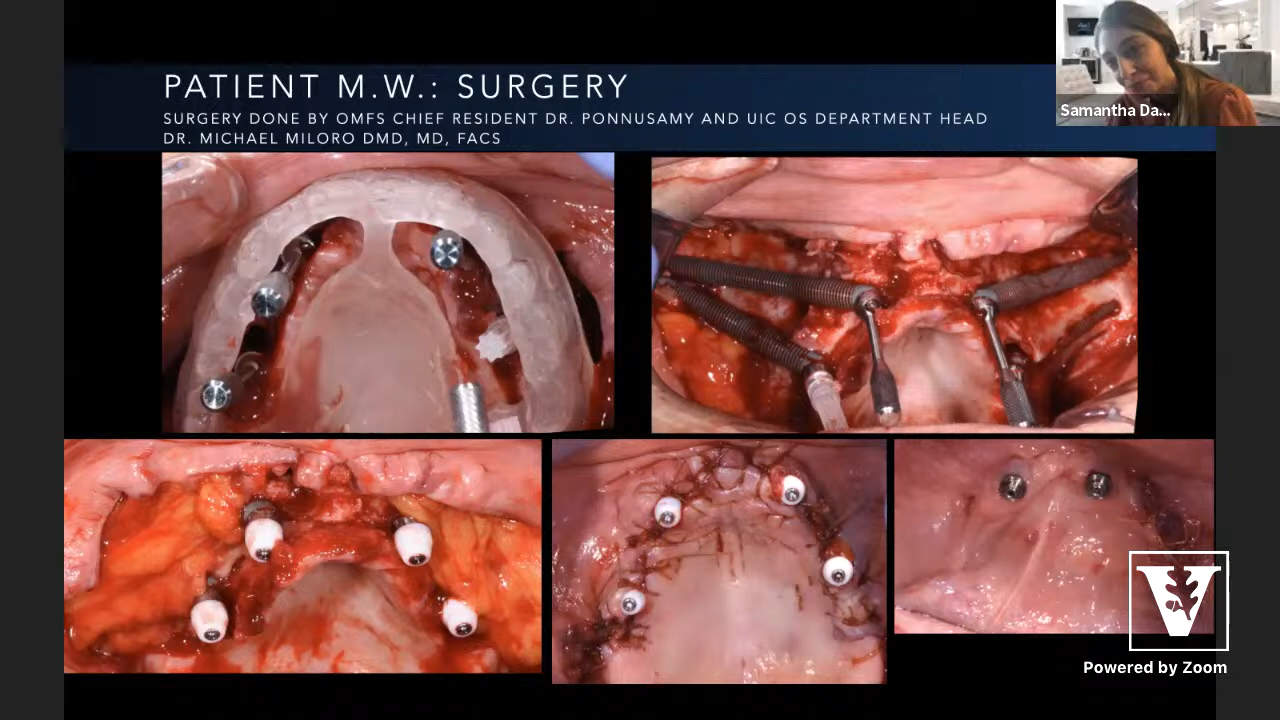 PATIENT M.W.: SURGERY
SURGERY DONE BY OMFS CHIEF RESIDENT DR. PONNUSAMY AND UIC OS DEPARTMENT HEAD
DR. MICHAEL MILORO DMD, MD, FACS
Samantha Da...
V
Powered by Zoom